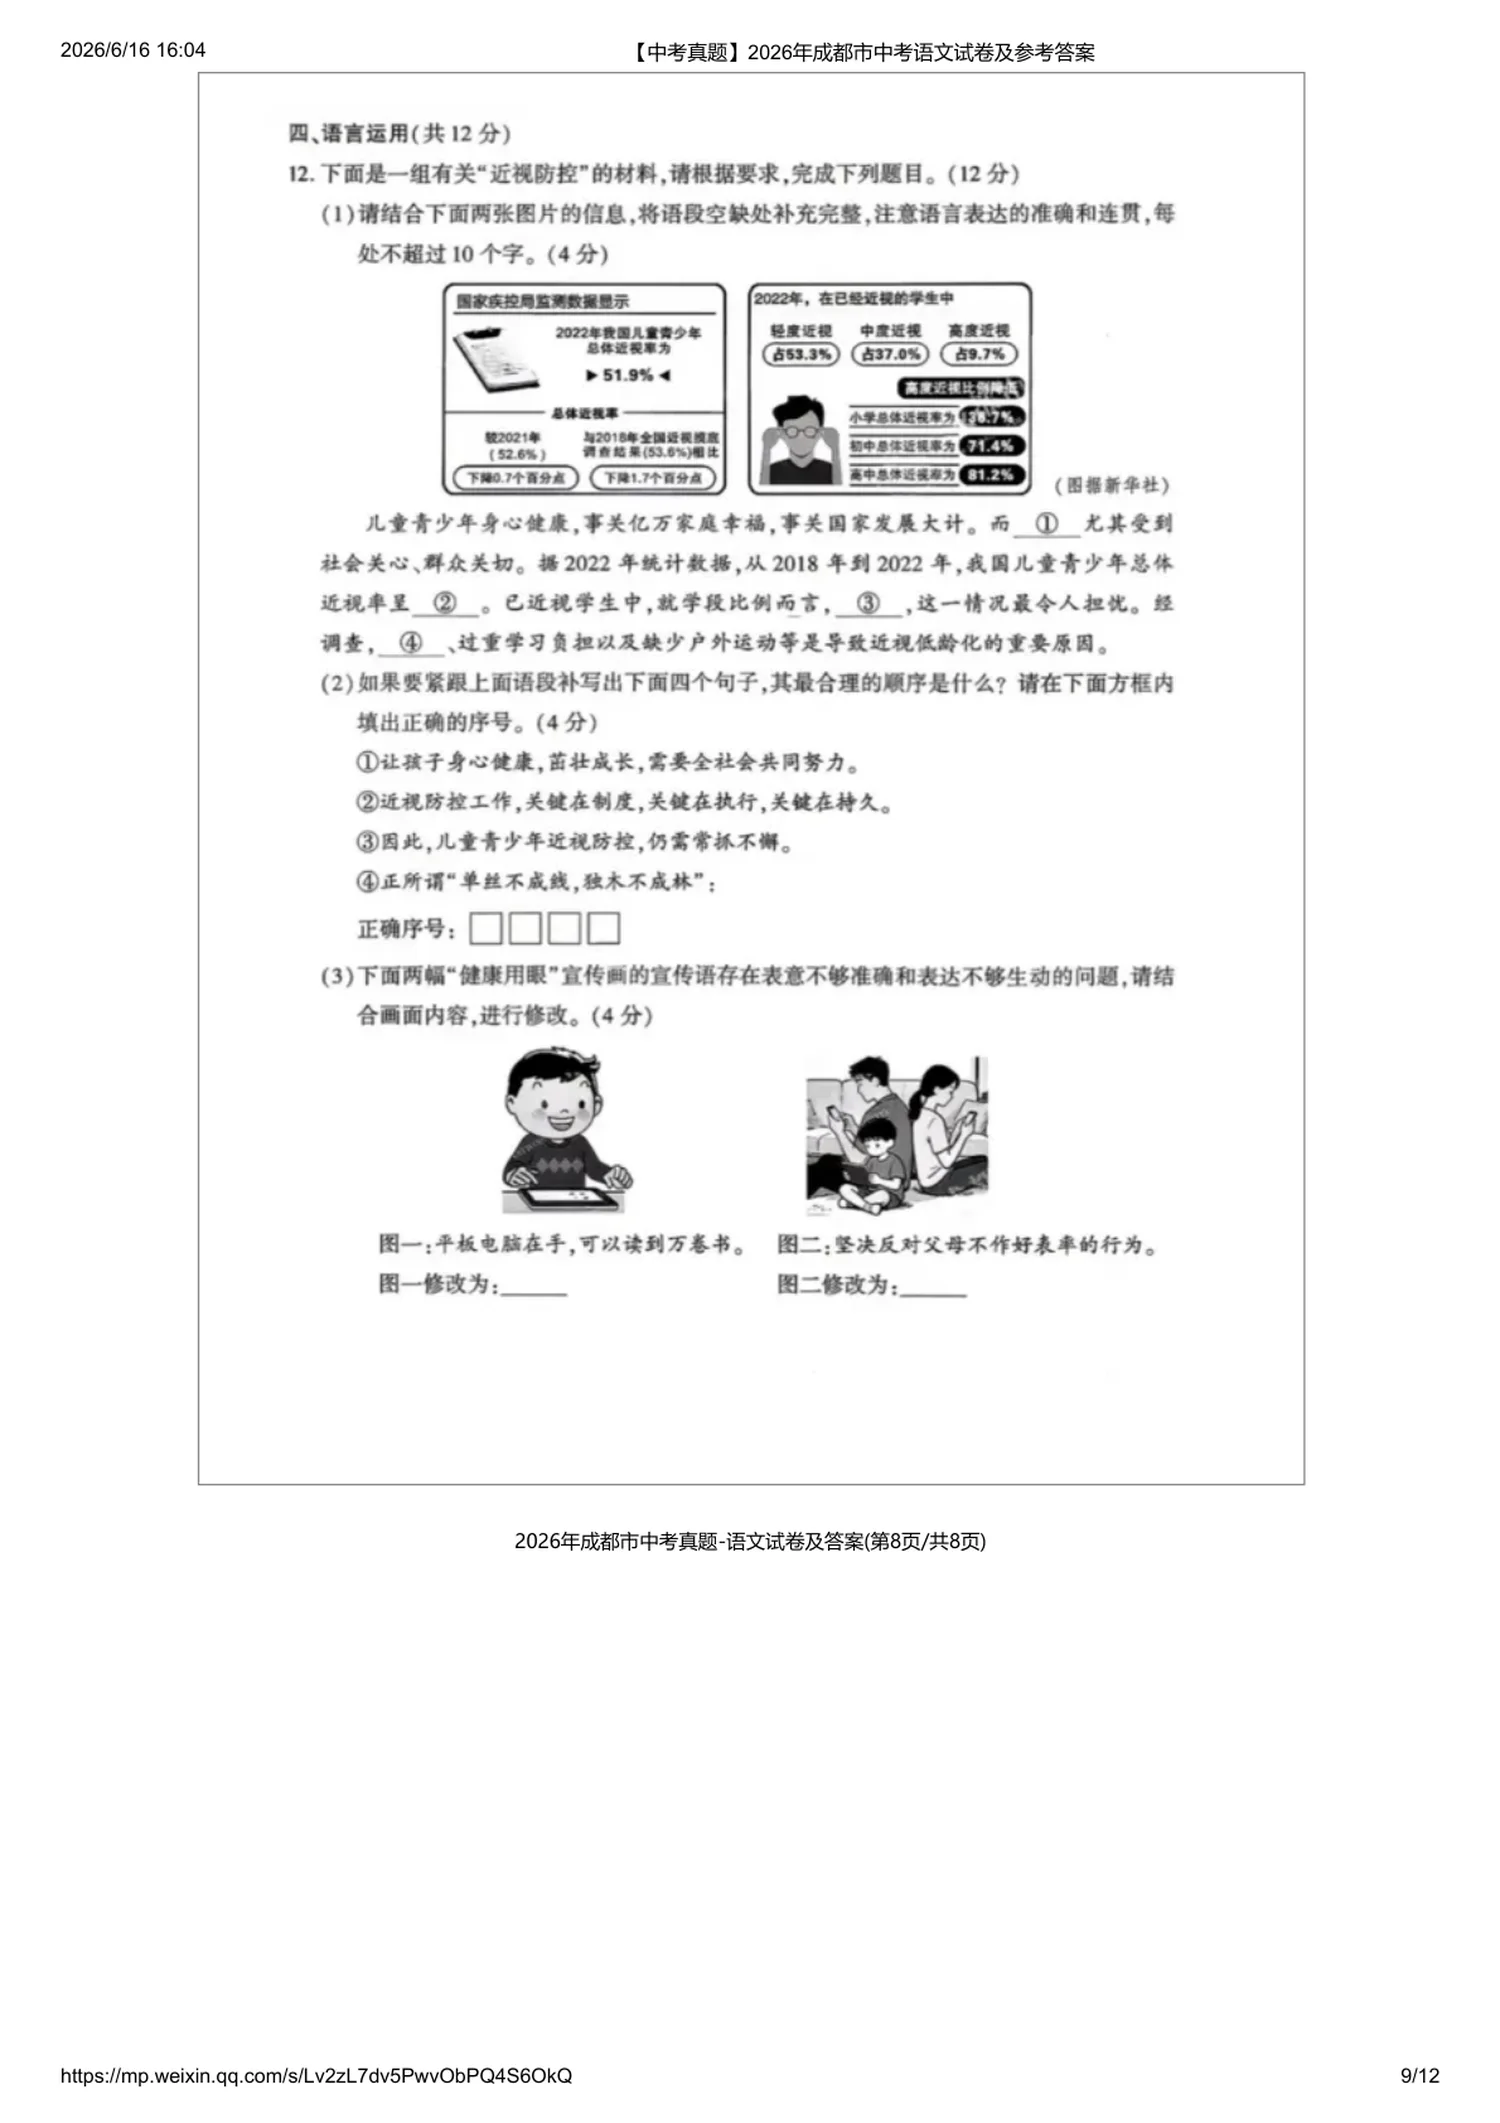 2026/6/16 16:04
【中考真题】2026年成都市中考语文试卷及参考答案
四、语言运用(共12分)
12.下面是一组有关“近视防控”的材料,请根据要求,完成下列题目。(12分)
(1)请结合下面两张图片的信息,将语段空缺处补充完整,注意语言表达的准确和连贯,每
处不超过10个字。(4分)
国家疾控局监测数据显示
2022年我国儿童青少年
总体近视率为
▶51.9%◀
总体近视率
较2021年
(52.6%)
下降0.7个百分点
与2018年全国近视摸底
调查结果(53.6%)相比
下降1.7个百分点
2022年，在已经近视的学生中
轻度近视 中度近视 高度近视
占53.3% 占37.0% 占9.7%
高度近视比例降低
小学总体近视率为
初中总体近视率为 71.4%
高中总体近视率为 81.2%
(图据新华社)
儿童青少年身心健康,事关亿万家庭幸福,事关国家发展大计。而 ① 尤其受到
社会关心、群众关切。据2022年统计数据,从2018年到2022年,我国儿童青少年总体
近视率呈 ② 。已近视学生中,就学段比例而言, ③ ,这一情况最令人担忧。经
调查, ④ 、过重学习负担以及缺少户外运动等是导致近视低龄化的重要原因。
(2)如果要紧跟上面语段补写出下面四个句子,其最合理的顺序是什么?请在下面方框内
填出正确的序号。(4分)
①让孩子身心健康,茁壮成长,需要全社会共同努力。
②近视防控工作,关键在制度,关键在执行,关键在持久。
③因此,儿童青少年近视防控,仍需常抓不懈。
④正所谓“单丝不成线,独木不成林”:
正确序号:□□□□
(3)下面两幅“健康用眼”宣传画的宣传语存在表意不够准确和表达不够生动的问题,请结
合画面内容,进行修改。(4分)
图一:平板电脑在手,可以读到万卷书。 图二:坚决反对父母不作好表率的行为。
图一修改为:______ 图二修改为:______
2026年成都市中考真题-语文试卷及答案(第8页/共8页)
https://mp.weixin.qq.com/s/Lv2zL7dv5PwvObPQ4S6OkQ
9/12